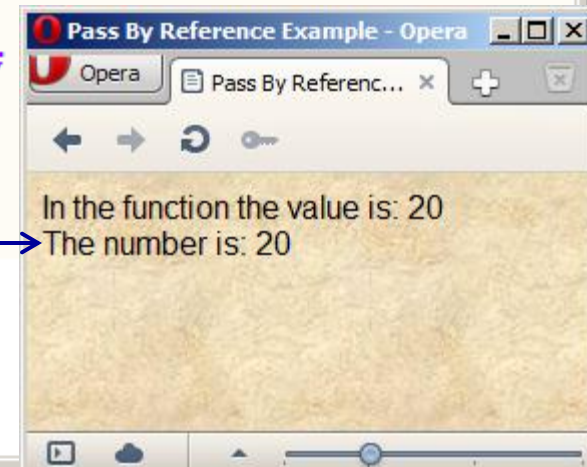 Pass By Reference Example - Opera
Opera
Pass By Referenc...
In the function the value is: 20
The number is: 20